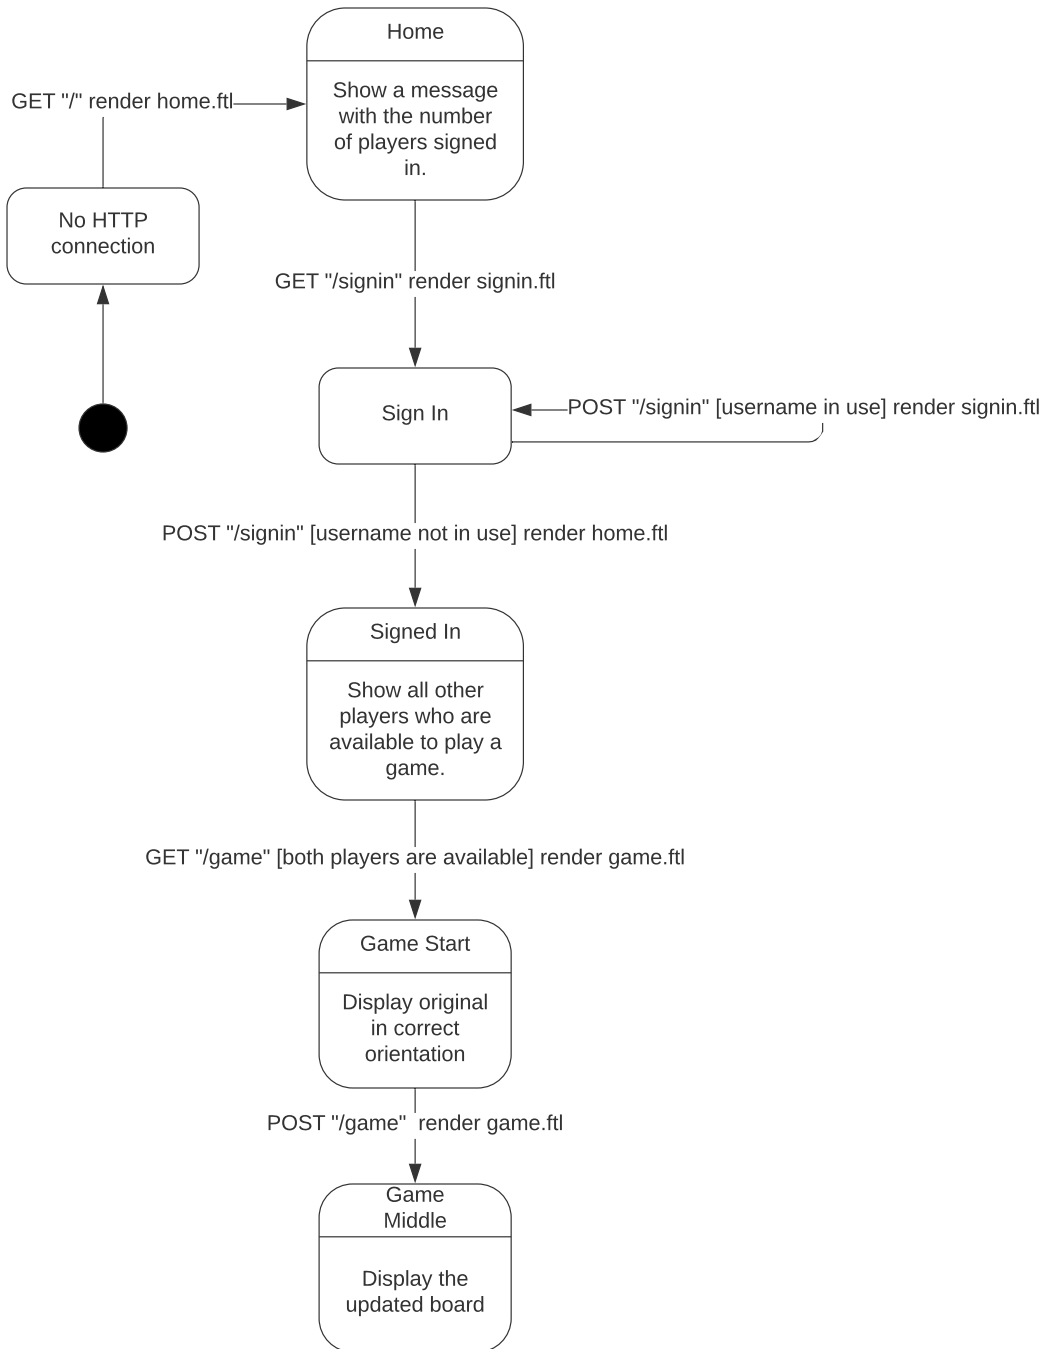 Home
Show a message
with the number
of players signed
in.
GET "/" render home.ftl
No HTTP
connection
GET "/signin" render signin.ftl
Sign In
POST "/signin" [username in use] render signin.ftl
POST "/signin" [username not in use] render home.ftl
Signed In
Show all other
players who are
available to play a
game.
GET "/game" [both players are available] render game.ftl
Game Start
Display original
in correct
orientation
POST "/game"  render game.ftl
Game
Middle
Display the
updated board